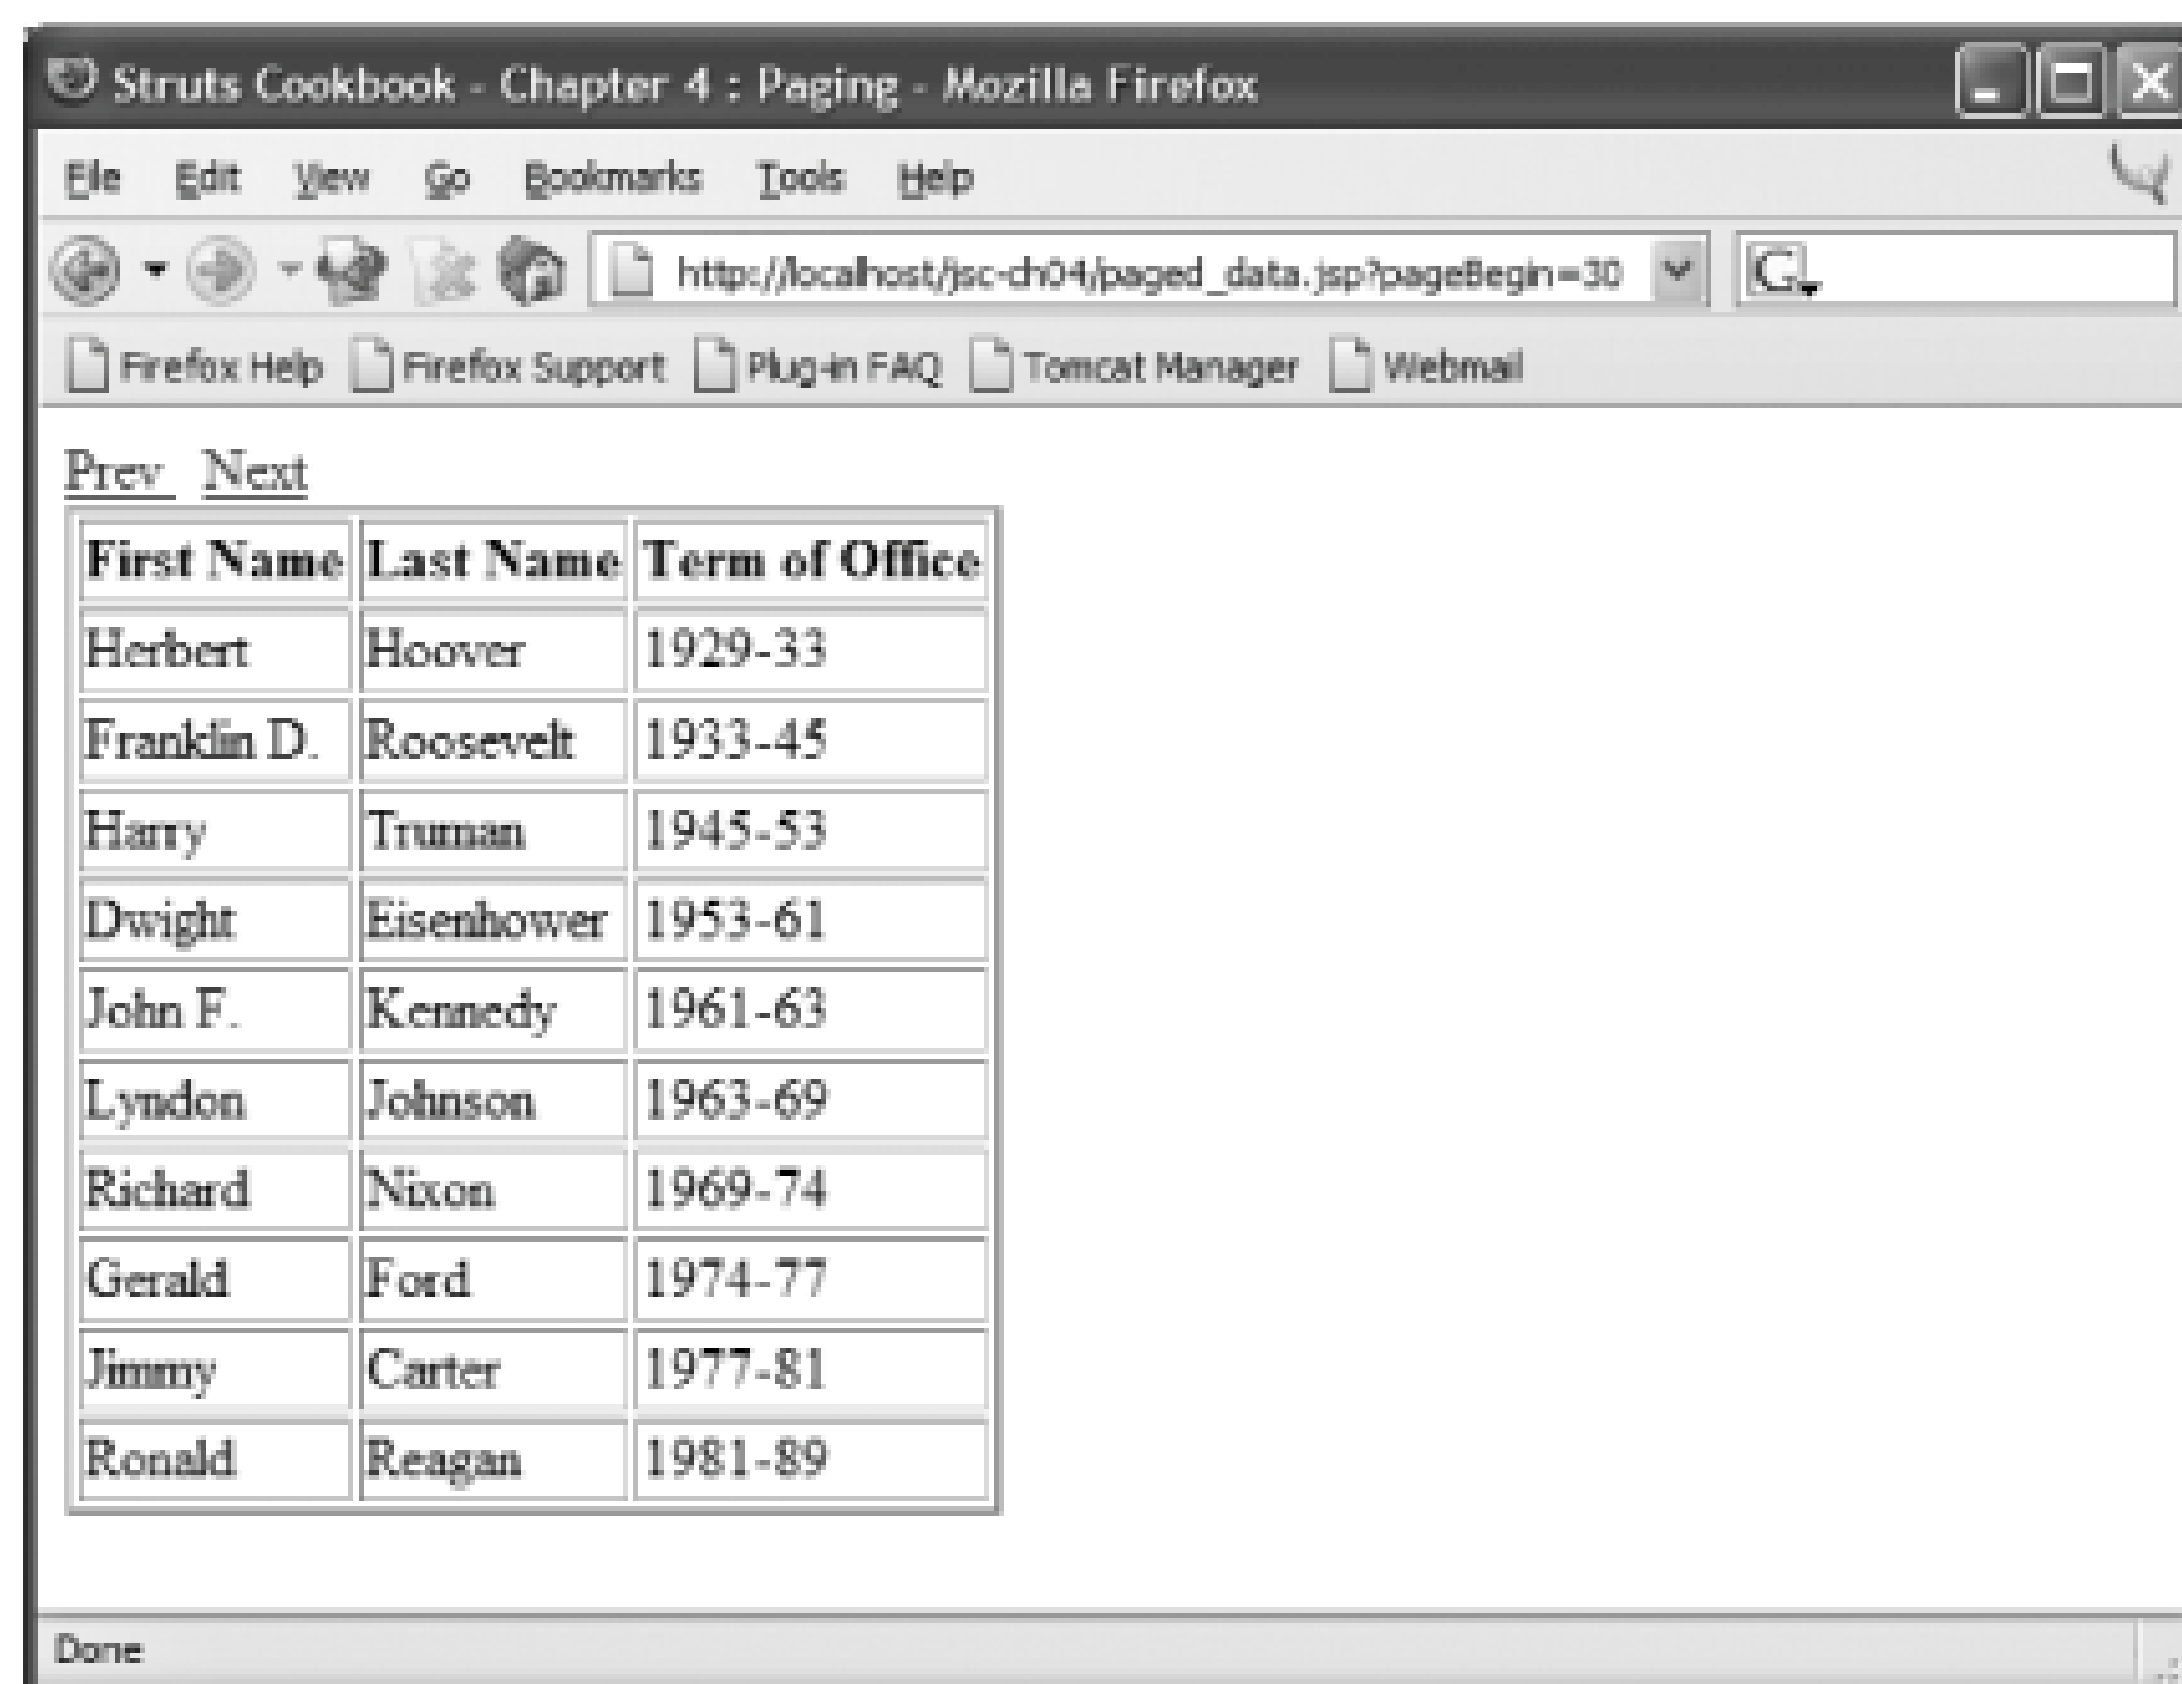 Struts Cookbook - Chapter 4 : Paging - Mozilla Firefox
File Edit View Go Bookmarks Tools Help
http://localhost/jsc-ch04/paged_data.jsp?pageBegin=30 G
Firefox Help Firefox Support Plug-in FAQ Tomcat Manager Webmail
Prev Next
First Name Last Name Term of Office
Herbert Hoover 1929-33
Franklin D. Roosevelt 1933-45
Harry Truman 1945-53
Dwight Eisenhower 1953-61
John F. Kennedy 1961-63
Lyndon Johnson 1963-69
Richard Nixon 1969-74
Gerald Ford 1974-77
Jimmy Carter 1977-81
Ronald Reagan 1981-89
Done